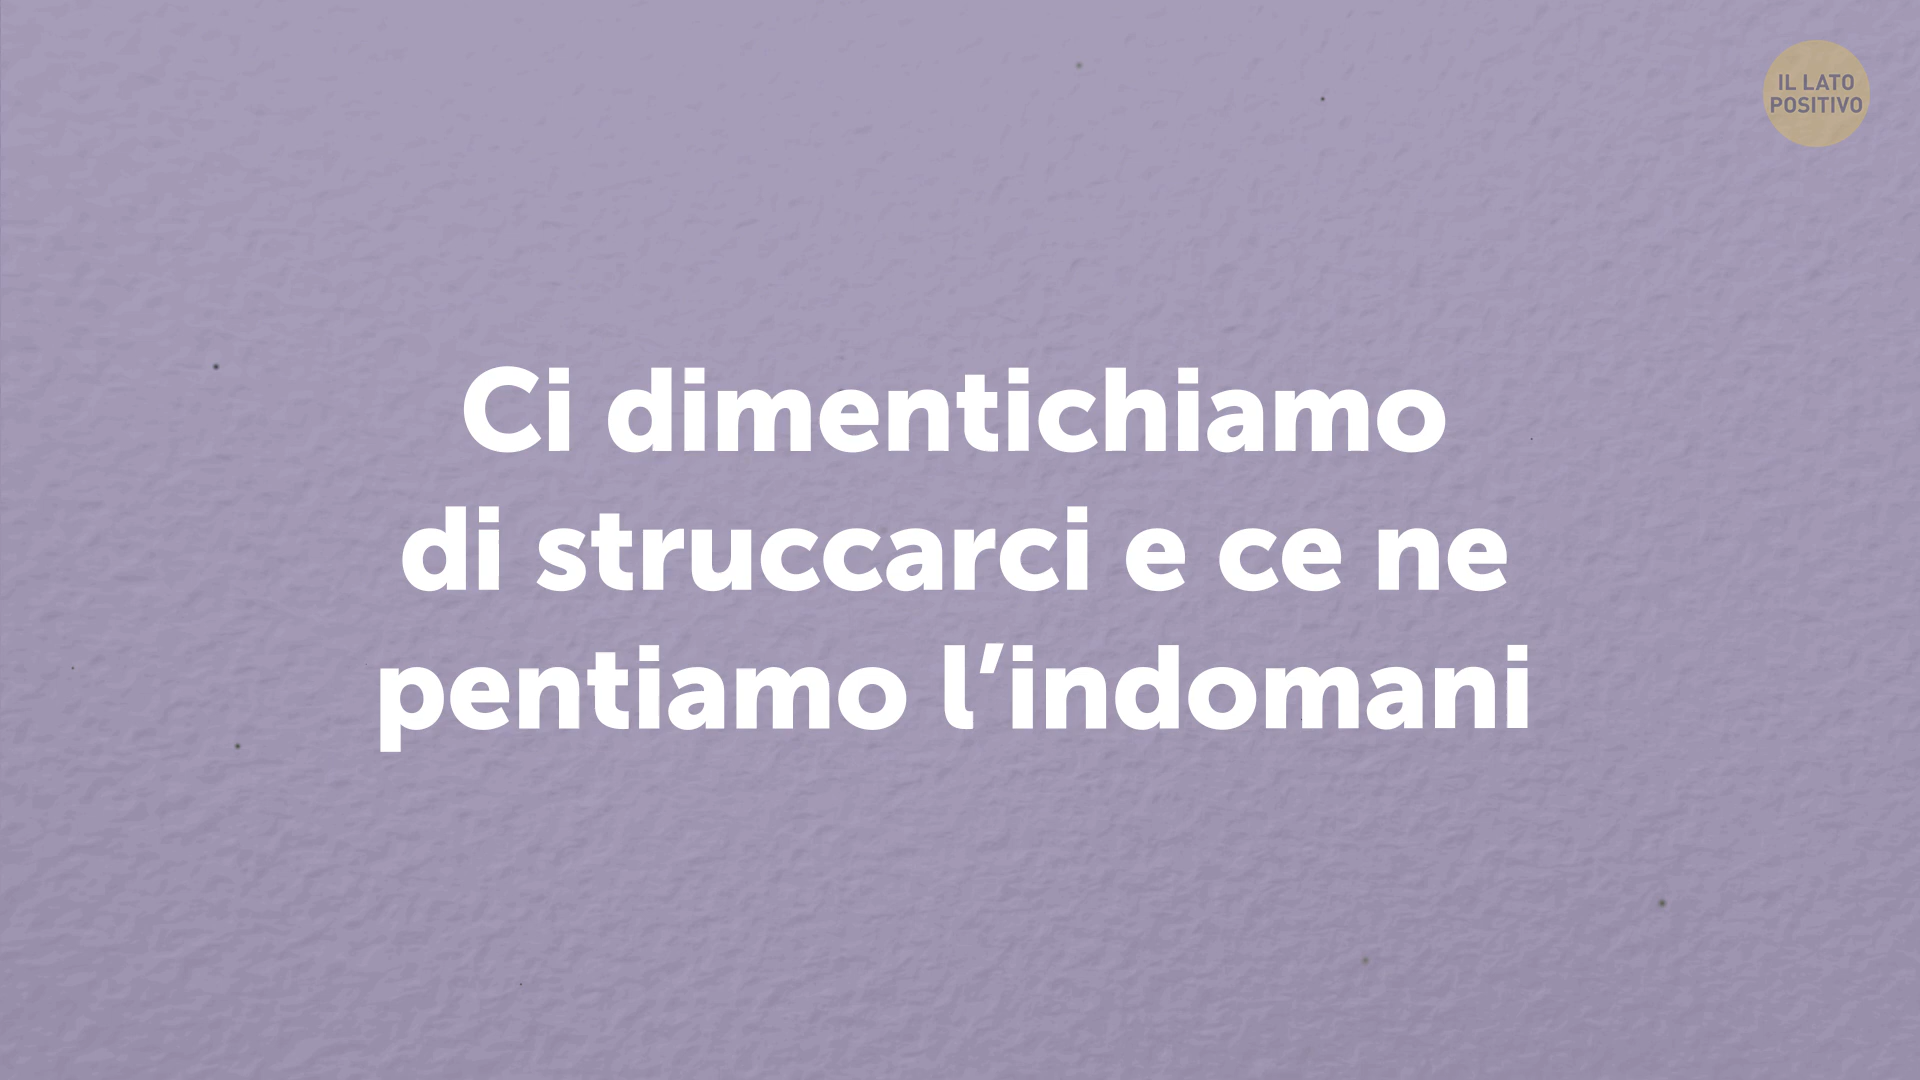 IL LATO
POSITIVO
Ci dimentichiamo
di struccarci e ce ne
pentiamo l’indomani